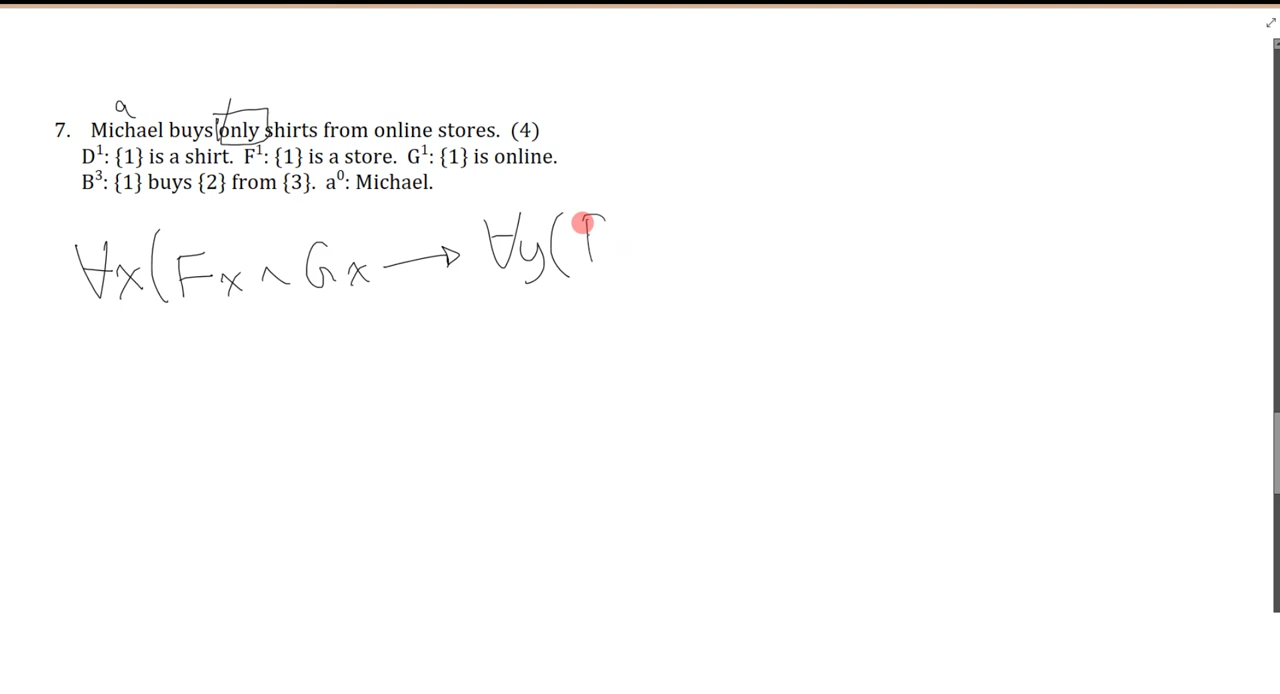 a
7. Michael buys only shirts from online stores. (4)
D¹: {1} is a shirt. F¹: {1} is a store. G¹: {1} is online.
B³: {1} buys {2} from {3}. a⁰: Michael.
∀x(Fx ∧ Gx → ∀y(